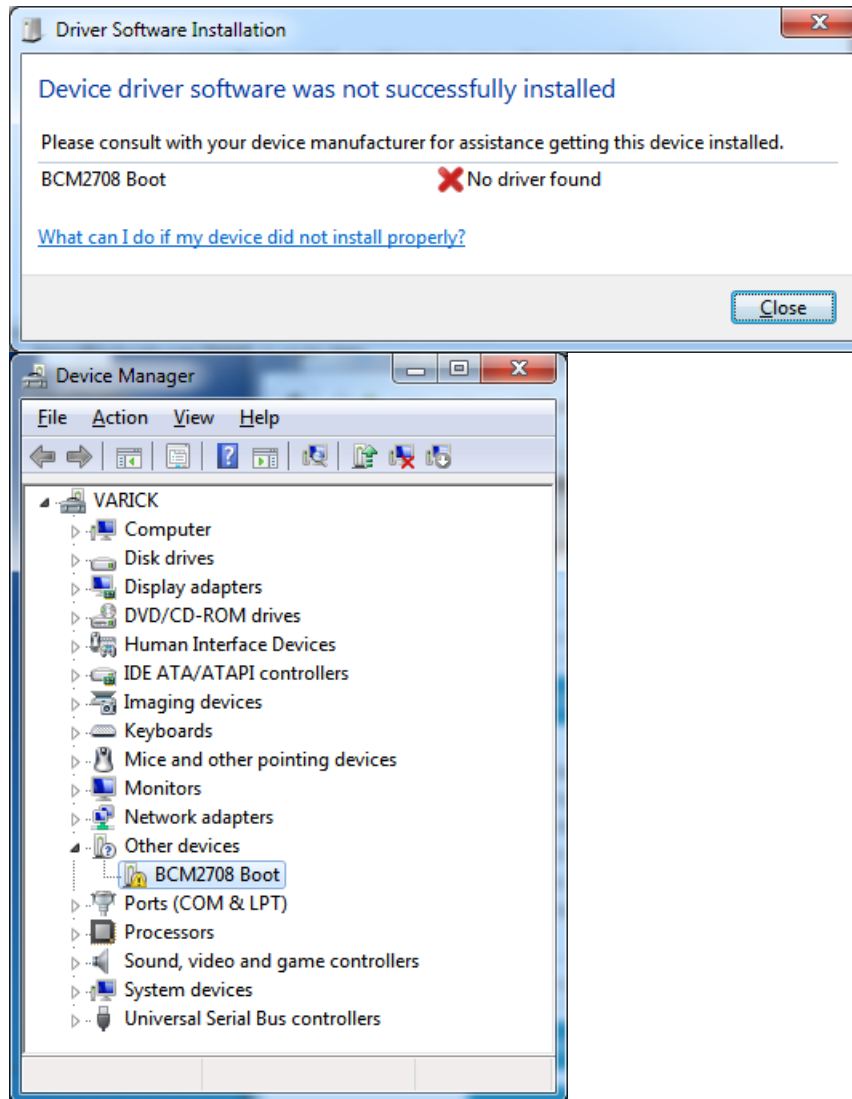 Driver Software Installation
Device driver software was not successfully installed
Please consult with your device manufacturer for assistance getting this device installed.
BCM2708 Boot No driver found
What can I do if my device did not install properly?
Close
Device Manager
File Action View Help
VARICK
Computer
Disk drives
Display adapters
DVD/CD-ROM drives
Human Interface Devices
IDE ATA/ATAPI controllers
Imaging devices
Keyboards
Mice and other pointing devices
Monitors
Network adapters
Other devices
BCM2708 Boot
Ports (COM & LPT)
Processors
Sound, video and game controllers
System devices
Universal Serial Bus controllers